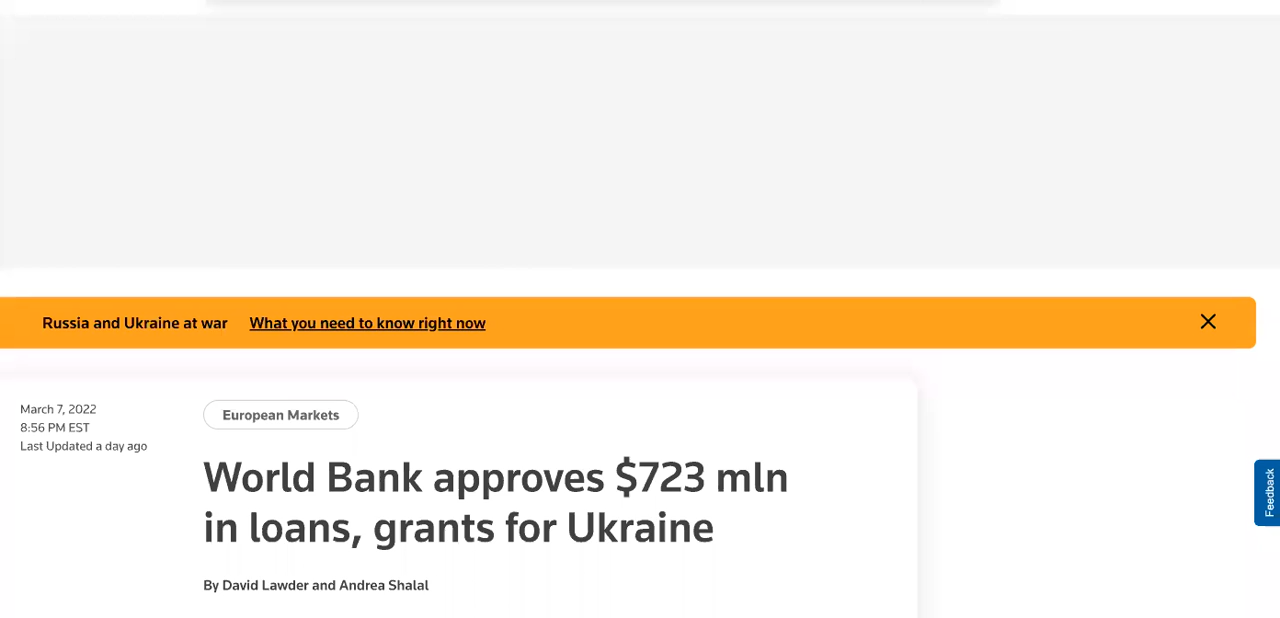 Russia and Ukraine at war What you need to know right now
March 7, 2022
8:56 PM EST
Last Updated a day ago
European Markets
World Bank approves $723 mln
in loans, grants for Ukraine
By David Lawder and Andrea Shalal
Feedback